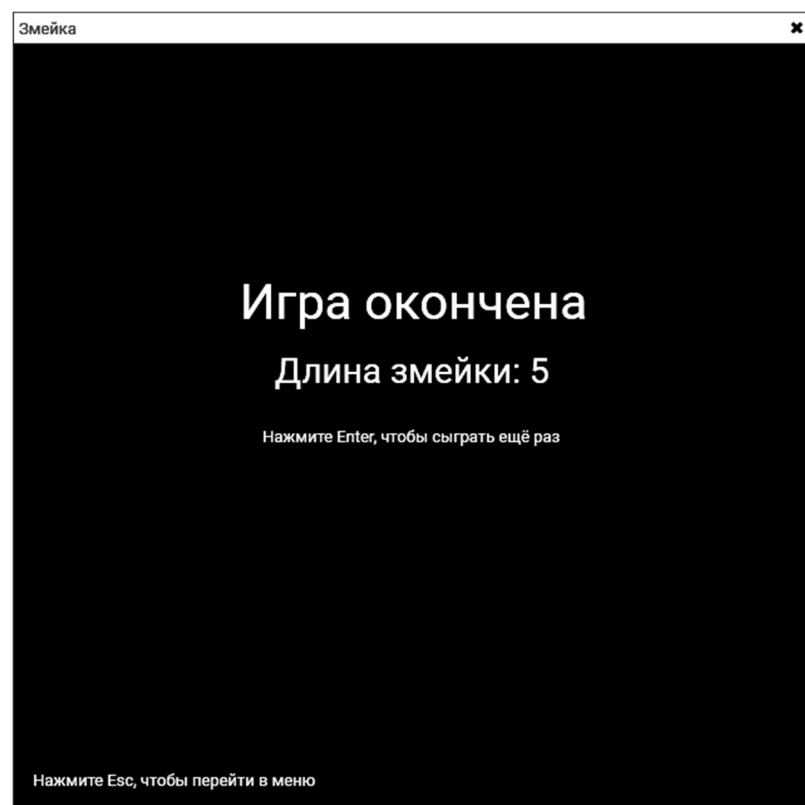 Змейка
Игра окончена
Длина змейки: 5
Нажмите Enter, чтобы сыграть ещё раз
Нажмите Esc, чтобы перейти в меню